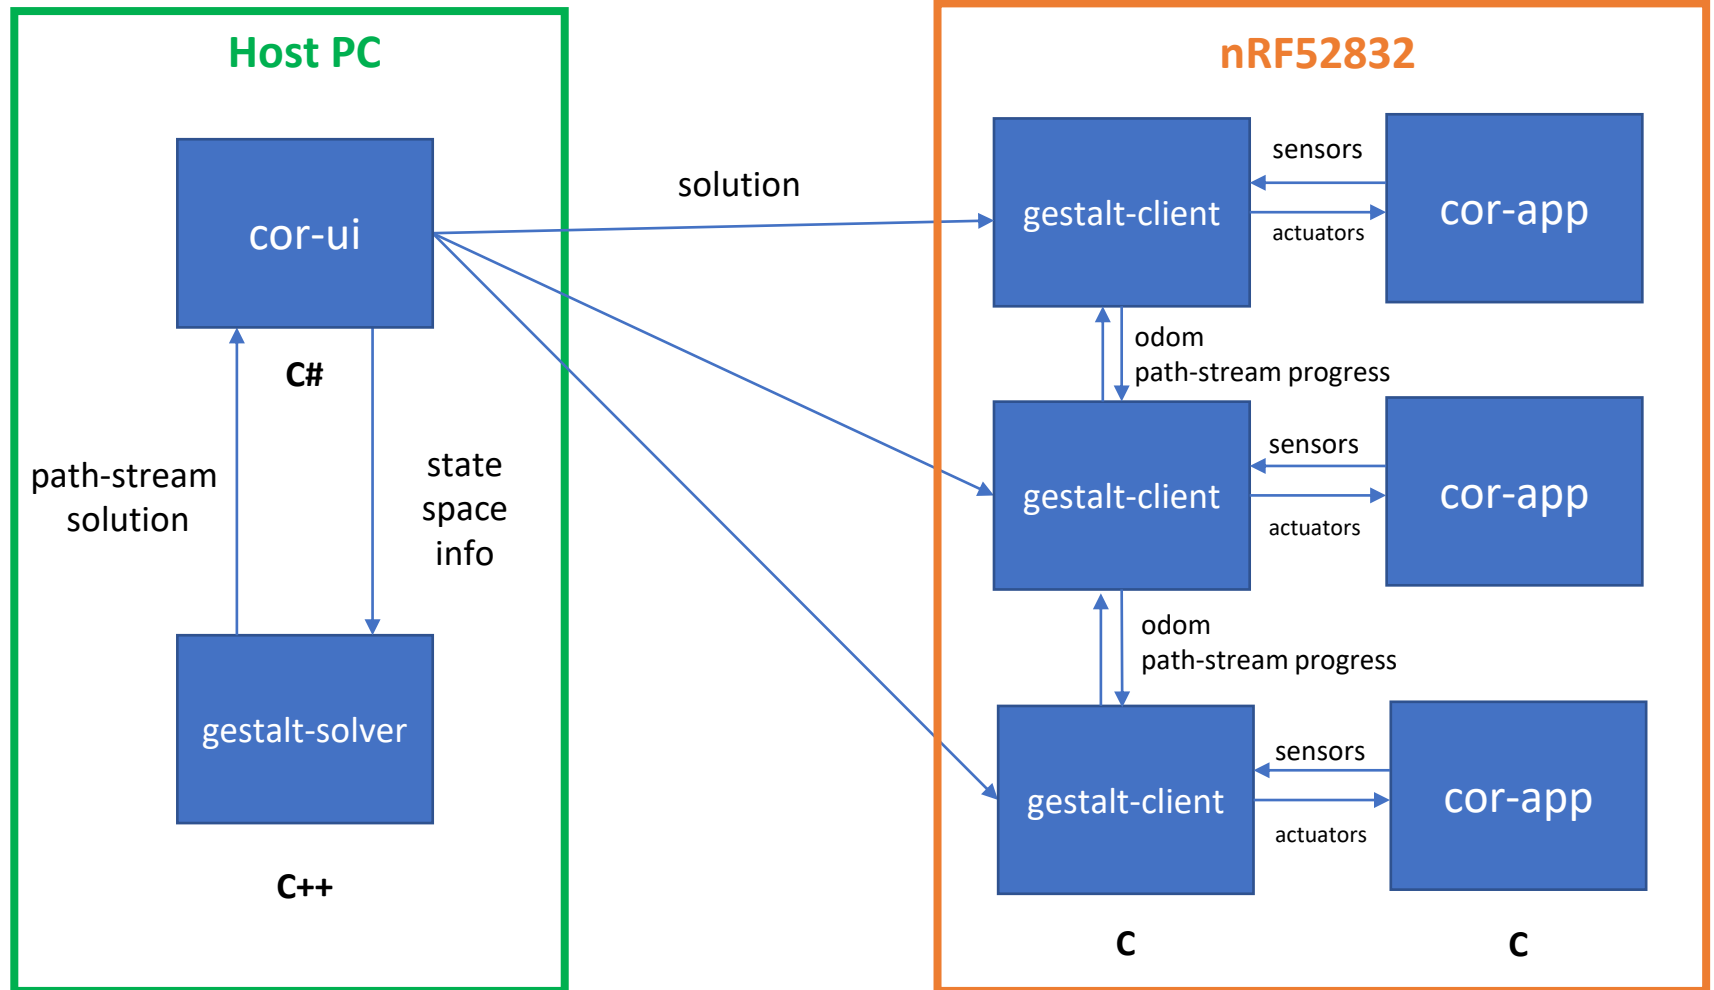 Host PC
cor-ui
C#
path-stream
solution
state
space
info
gestalt-solver
C++
solution
nRF52832
gestalt-client
sensors
actuators
cor-app
odom
path-stream progress
gestalt-client
sensors
actuators
cor-app
odom
path-stream progress
gestalt-client
sensors
actuators
cor-app
C
C